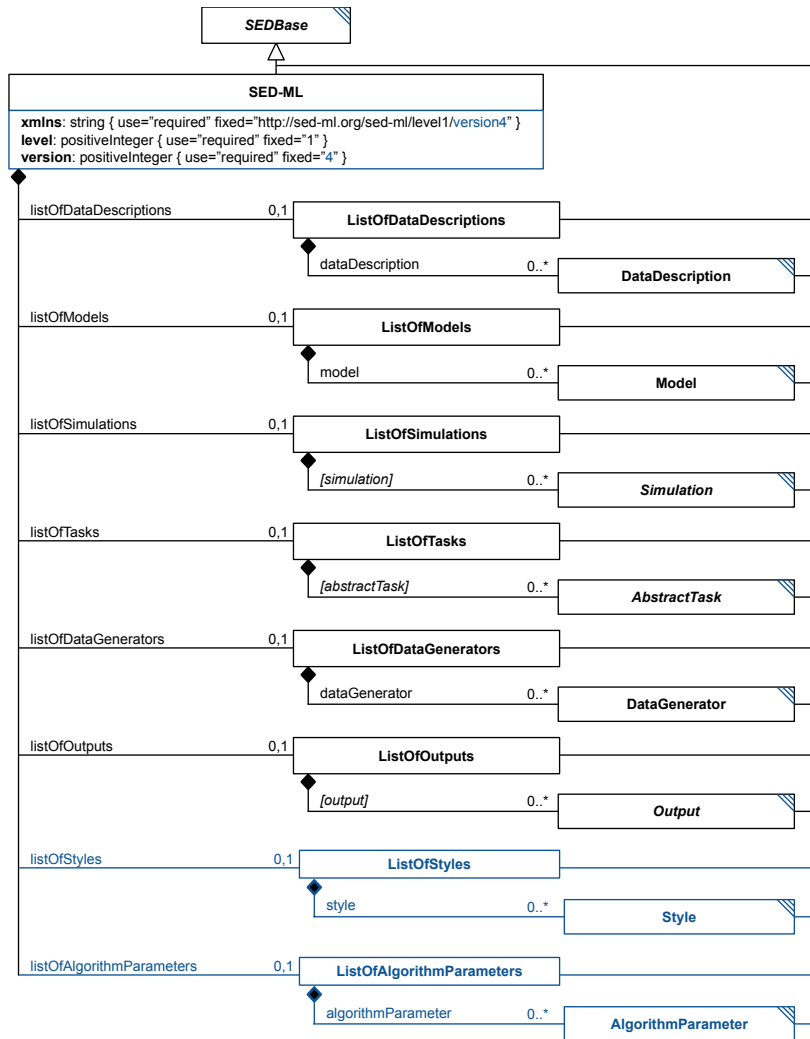 SEDBase
SED-ML
xmlns: string { use=”required” fixed=”http://sed-ml.org/sed-ml/level1/version4” }
level: positiveInteger { use=”required” fixed=”1” }
version: positiveInteger { use=”required” fixed=”4” }
listOfDataDescriptions 0,1 ListOfDataDescriptions
dataDescription 0..* DataDescription
listOfModels 0,1 ListOfModels
model 0..* Model
listOfSimulations 0,1 ListOfSimulations
[simulation] 0..* Simulation
listOfTasks 0,1 ListOfTasks
[abstractTask] 0..* AbstractTask
listOfDataGenerators 0,1 ListOfDataGenerators
dataGenerator 0..* DataGenerator
listOfOutputs 0,1 ListOfOutputs
[output] 0..* Output
listOfStyles 0,1 ListOfStyles
style 0..* Style
listOfAlgorithmParameters 0,1 ListOfAlgorithmParameters
algorithmParameter 0..* AlgorithmParameter